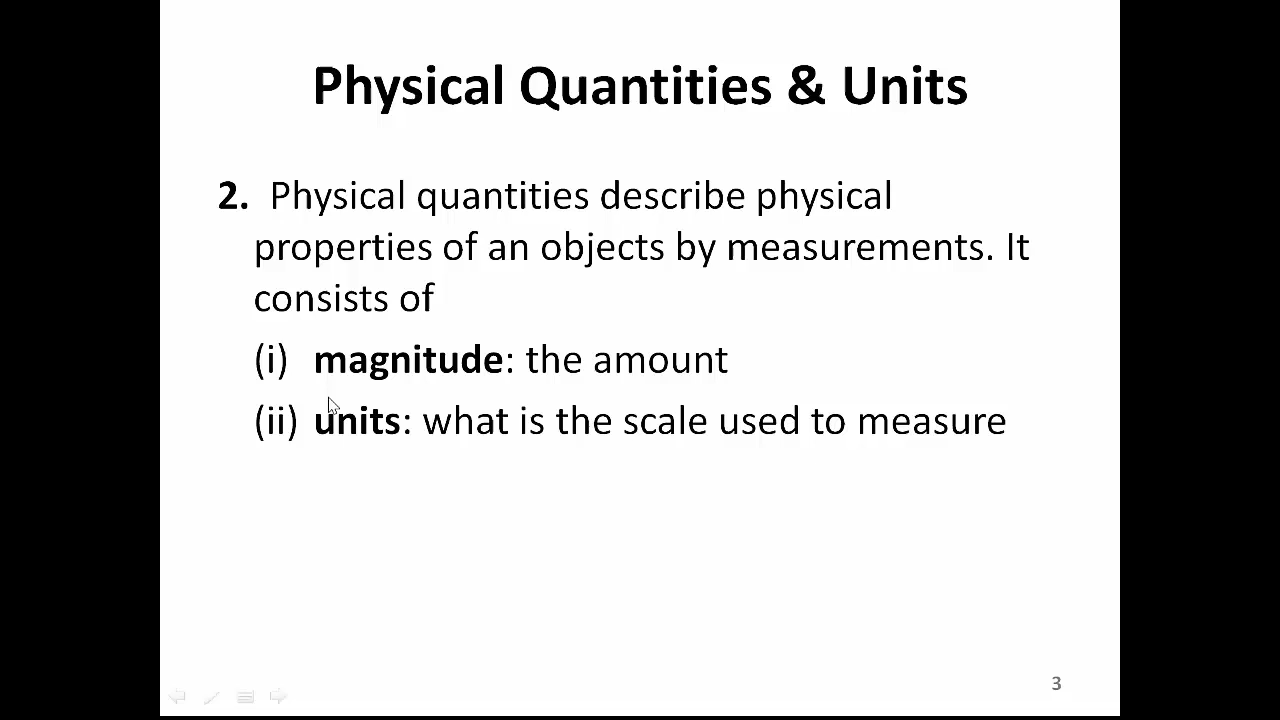 Physical Quantities & Units
2. Physical quantities describe physical
properties of an objects by measurements. It
consists of
(i) magnitude: the amount
(ii) units: what is the scale used to measure
3